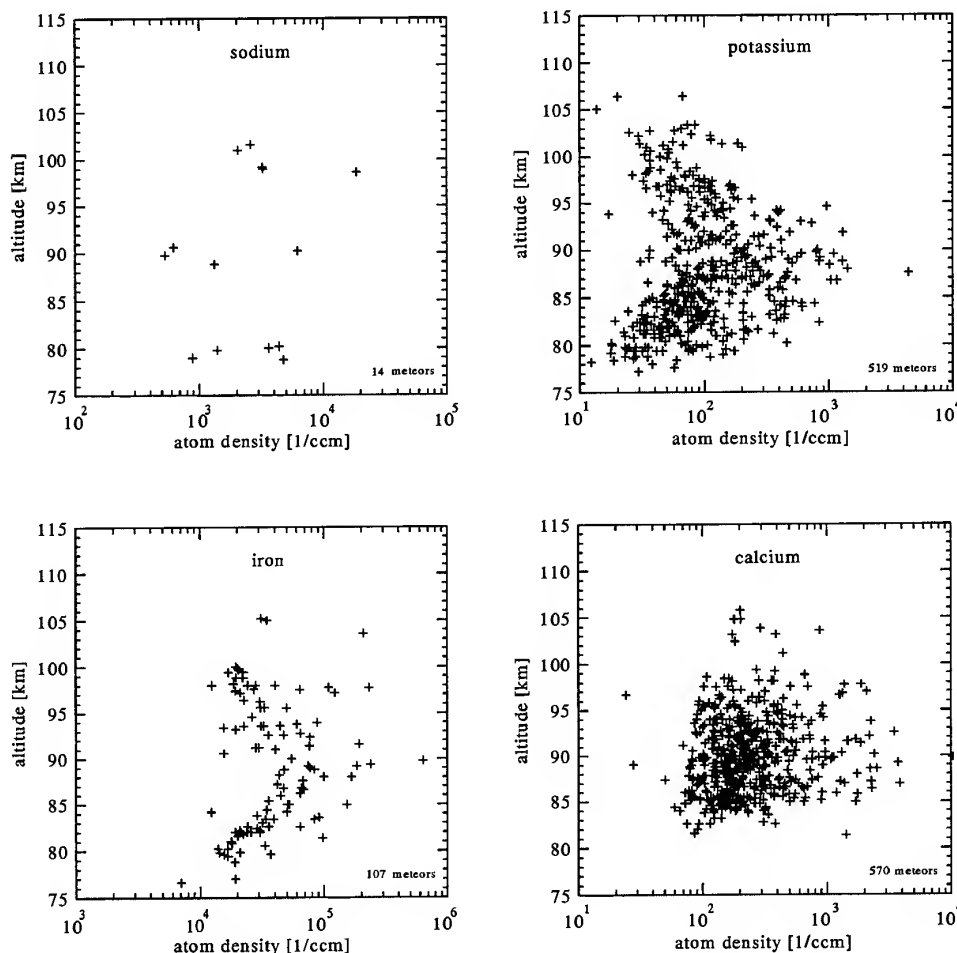 sodium
115
110
105
100
95
90
85
80
75
altitude [km]
14 meteors
10^2 10^3 10^4 10^5
atom density [1/ccm]
potassium
115
110
105
100
95
90
85
80
75
altitude [km]
519 meteors
10^1 10^2 10^3 10^4
atom density [1/ccm]
iron
115
110
105
100
95
90
85
80
75
altitude [km]
107 meteors
10^3 10^4 10^5 10^6
atom density [1/ccm]
calcium
115
110
105
100
95
90
85
80
75
altitude [km]
570 meteors
10^1 10^2 10^3 10^4
atom density [1/ccm]